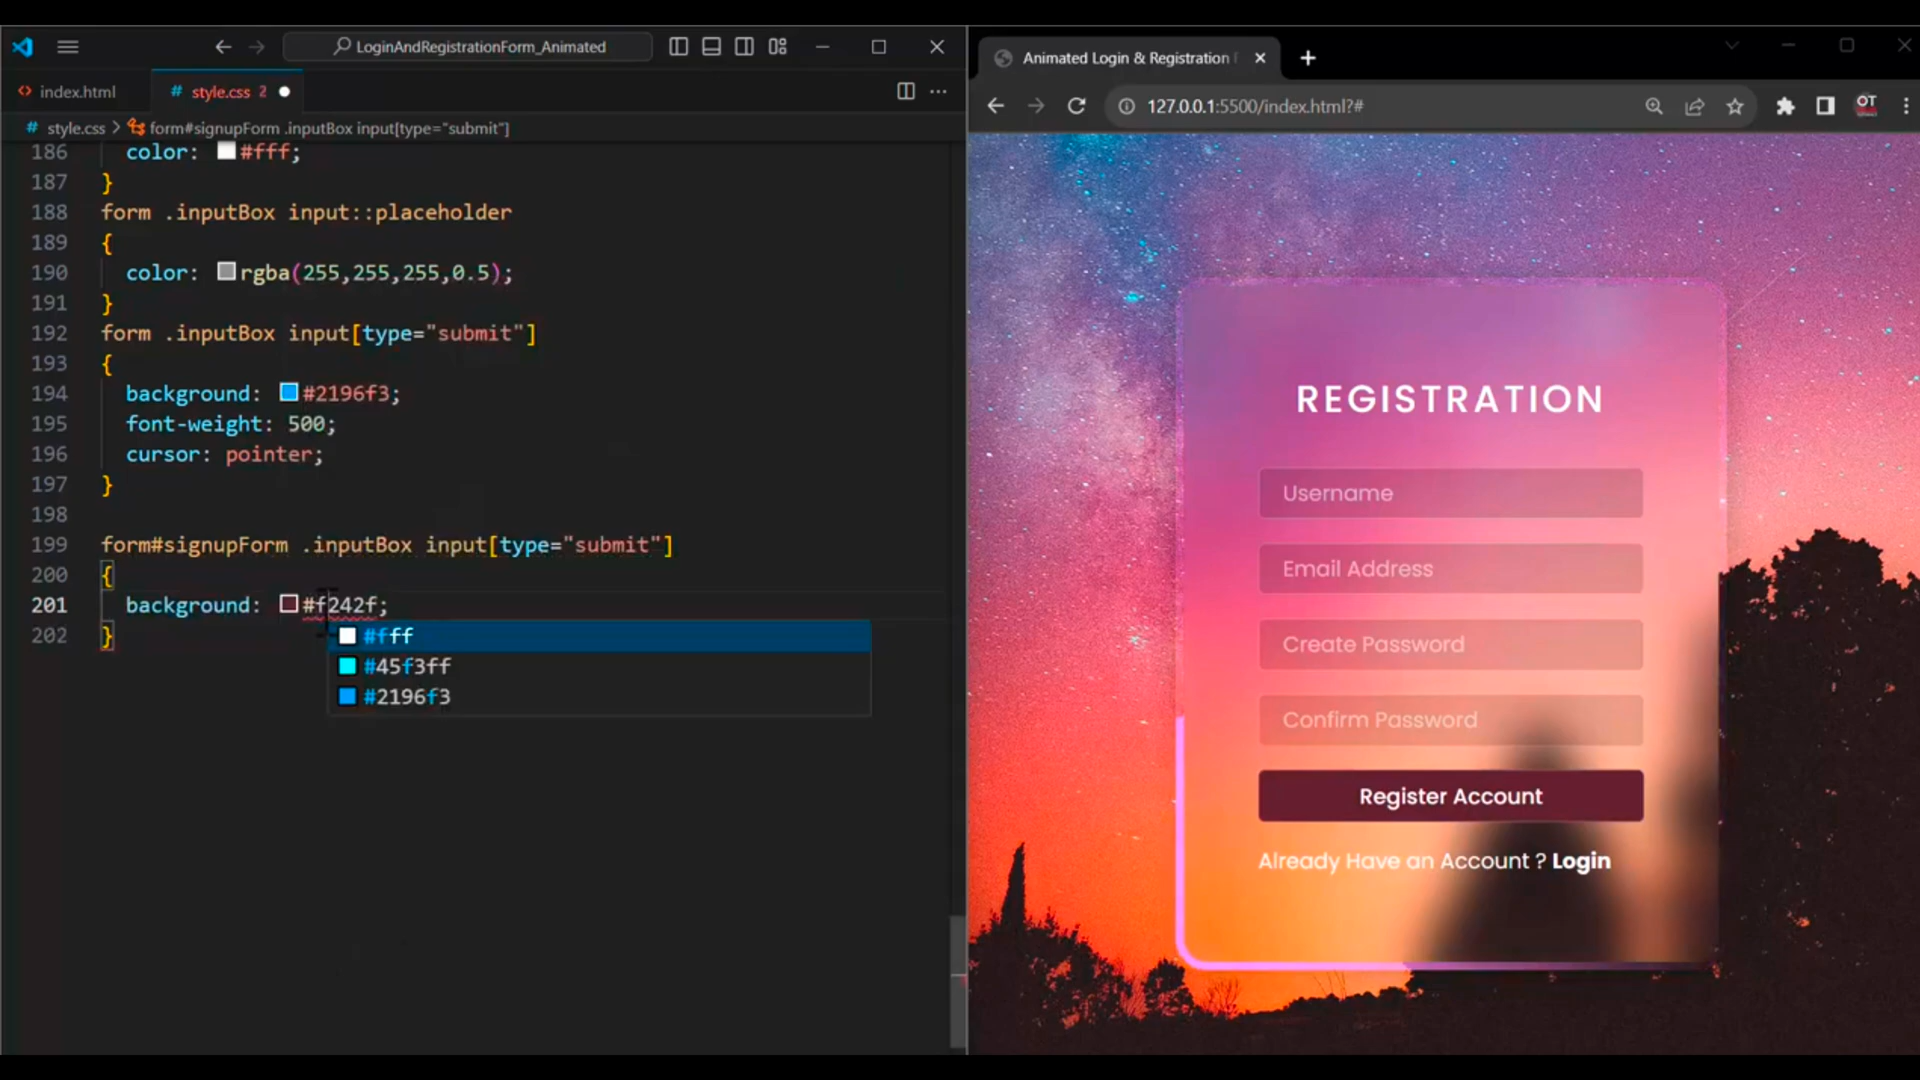 LoginAndRegistrationForm_Animated
index.html
# style.css 2
# style.css > form#signupForm .inputBox input[type="submit"]
186 color: #fff;
187 }
188 form .inputBox input::placeholder
189 {
190 color: rgba(255,255,255,0.5);
191 }
192 form .inputBox input[type="submit"]
193 {
194 background: #2196f3;
195 font-weight: 500;
196 cursor: pointer;
197 }
198
199 form#signupForm .inputBox input[type="submit"]
200 {
201 background: #f242f;
202 }
#fff
#45f3ff
#2196f3
Animated Login & Registration
127.0.0.1:5500/index.html?#
OT
REGISTRATION
Username
Email Address
Create Password
Confirm Password
Register Account
Already Have an Account ? Login